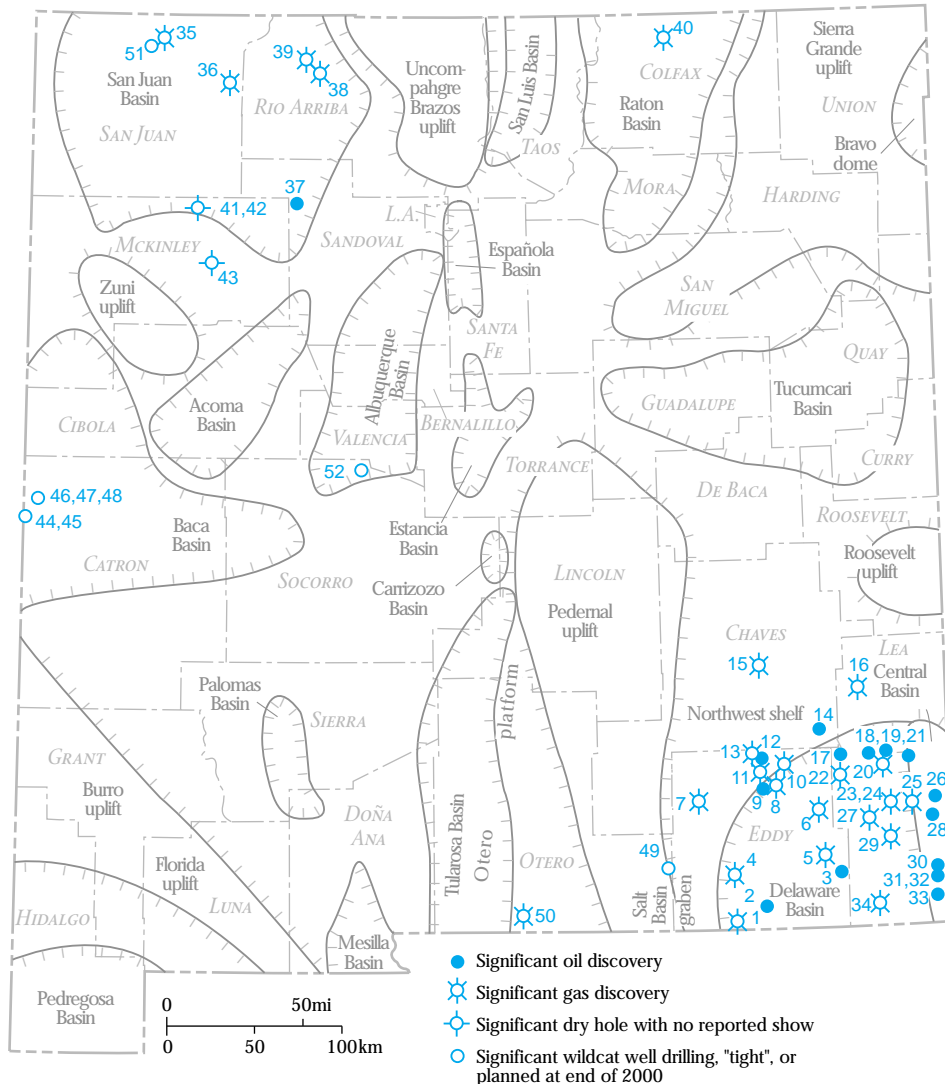 35
51
San Juan
Basin
36
39
38
RIO ARRIBA
SAN JUAN
Uncom-
pahgre
Brazos
uplift
San Luis Basin
TAOS
40
COLFAX
Raton
Basin
MORA
Sierra
Grande
uplift
UNION
Bravo
dome
HARDING
37
41,42
L.A.
SANDOVAL
MCKINLEY
43
Zuni
uplift
Española
Basin
SAN
MIGUEL
SANTA
FE
QUAY
Albuquerque
Basin
Acoma
Basin
CIBOLA
VALENCIA
BERNALILLO
GUADALUPE
Tucumcari
Basin
CURRY
52
TORRANCE
DE BACA
46,47,48
44,45
Baca
Basin
CATRON
SOCORRO
Estancia
Basin
Carrizozo
Basin
ROOSEVELT
Roosevelt
uplift
LINCOLN
Pedernal
uplift
CHAVES
LEA
15
16
Central
Basin
Palomas
Basin
SIERRA
platform
Northwest shelf
14
GRANT
Burro
uplift
12
13
11
10
9
8
17
18,19,21
22
20
23,24
25
26
7
6
27
28
DOÑA
ANA
Tularosa Basin
Otero
OTERO
EDDY
29
5
3
30
31,32
33
34
49
4
2
1
Salt
Basin
graben
Delaware
Basin
Florida
uplift
LUNA
HIDALGO
50
Mesilla
Basin
Pedregosa
Basin
0 50mi
0 50 100km
Significant oil discovery
Significant gas discovery
Significant dry hole with no reported show
Significant wildcat well drilling, "tight", or
planned at end of 2000